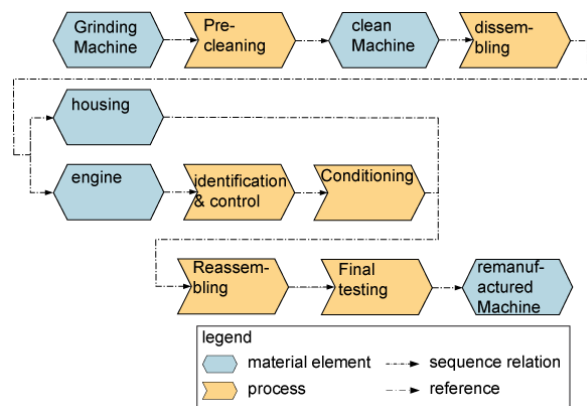 Grinding
Machine
Pre-
cleaning
clean
Machine
dissem-
bling
housing
engine
identification
& control
Conditioning
Reassem-
bling
Final
testing
remanuf-
actured
Machine
legend
material element
sequence relation
process
reference